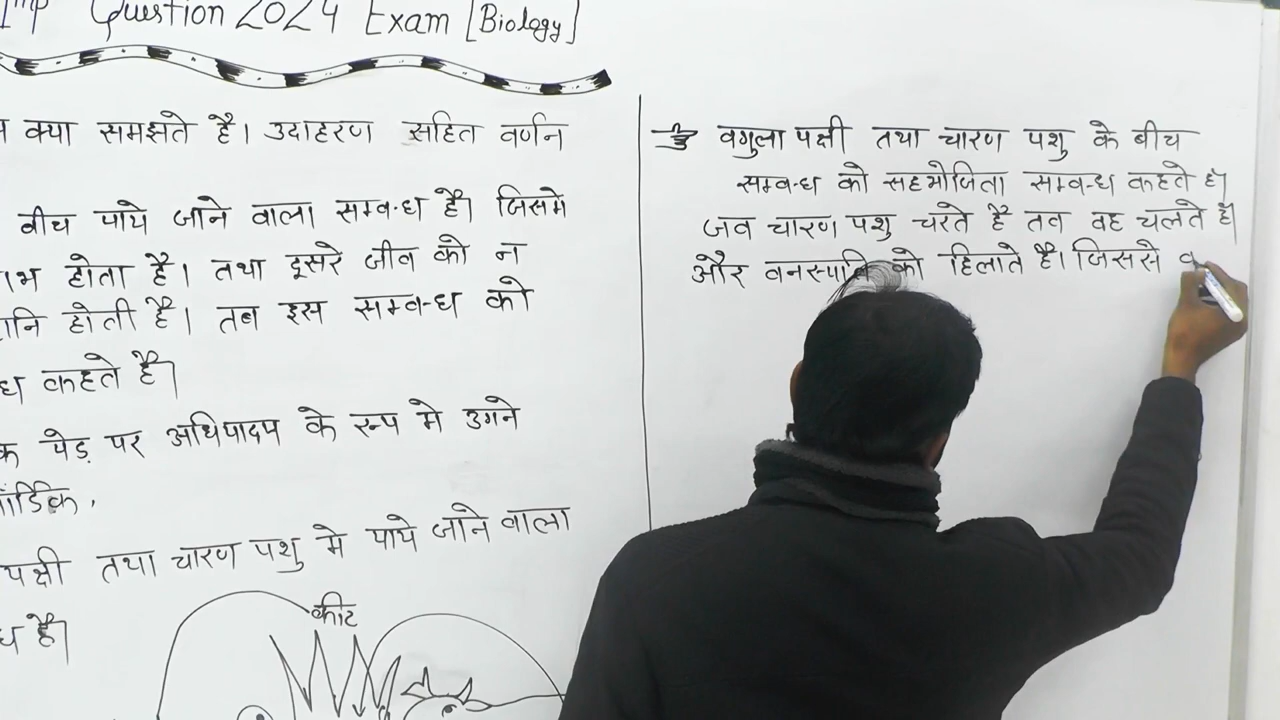 Imp Question 2024 Exam [Biology]
क्या समझते है। उदाहरण सहित वर्णन
बीच पाये जाने वाला सम्बन्ध है। जिसमे
होता है। तथा दूसरे जीव को न
होती है। तब इस सम्बन्ध को
कहते है।
पेड़ पर अधिपादप के रूप मे उगने
पक्षी तथा चारण पशु मे पाये जाने वाला
है।
कीट
वगुला पक्षी तथा चारण पशु के बीच
सम्बन्ध को सहभोजिता सम्बन्ध कहते है।
जब चारण पशु चरते है तब वह चलते है।
और वनस्पति को हिलाते है। जिससे